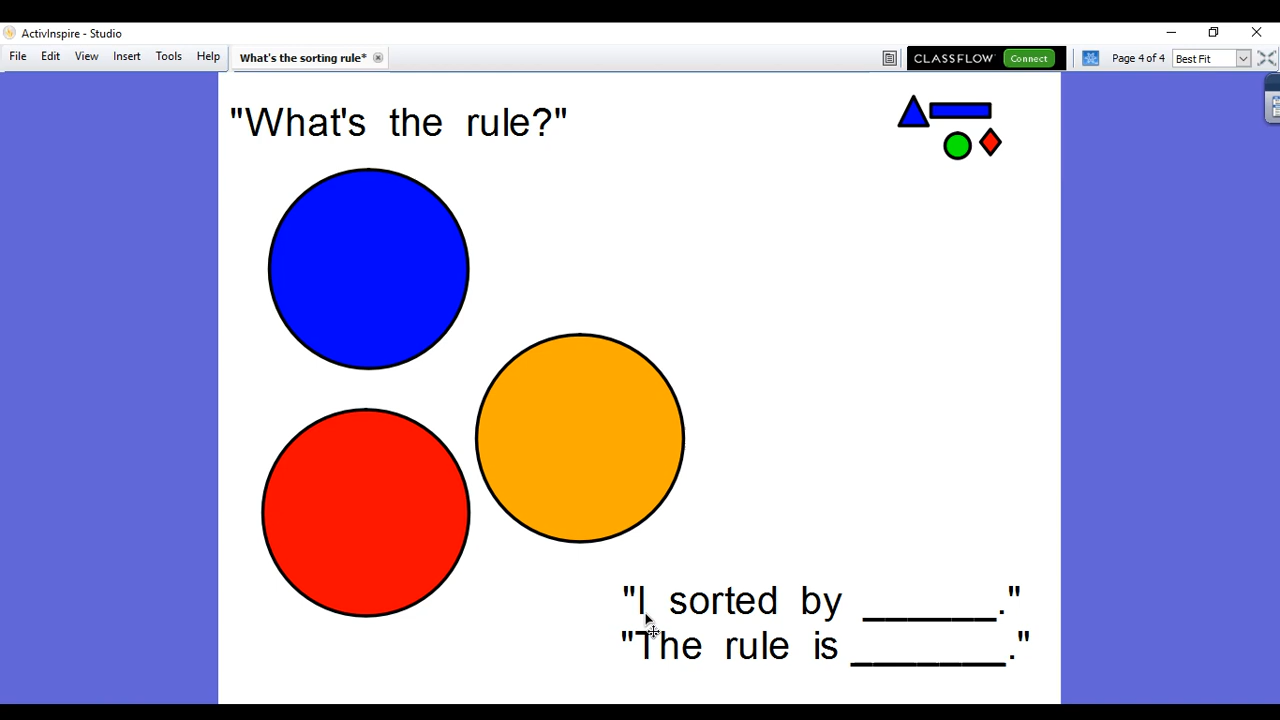 ActivInspire - Studio
File Edit View Insert Tools Help What's the sorting rule* CLASSFLOW Connect Page 4 of 4 Best Fit
"What's the rule?"
"I sorted by ______."
"The rule is _______."